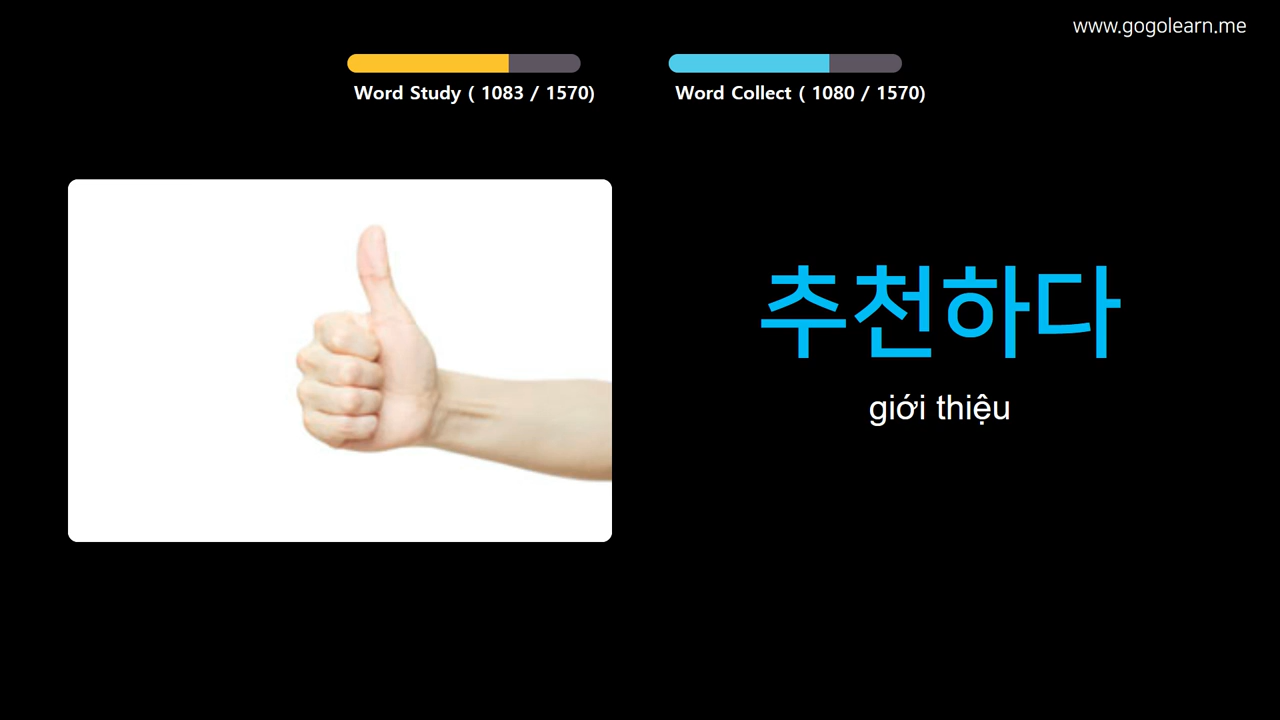 www.gogolearn.me
Word Study ( 1083 / 1570)
Word Collect ( 1080 / 1570)
추천하다
giới thiệu